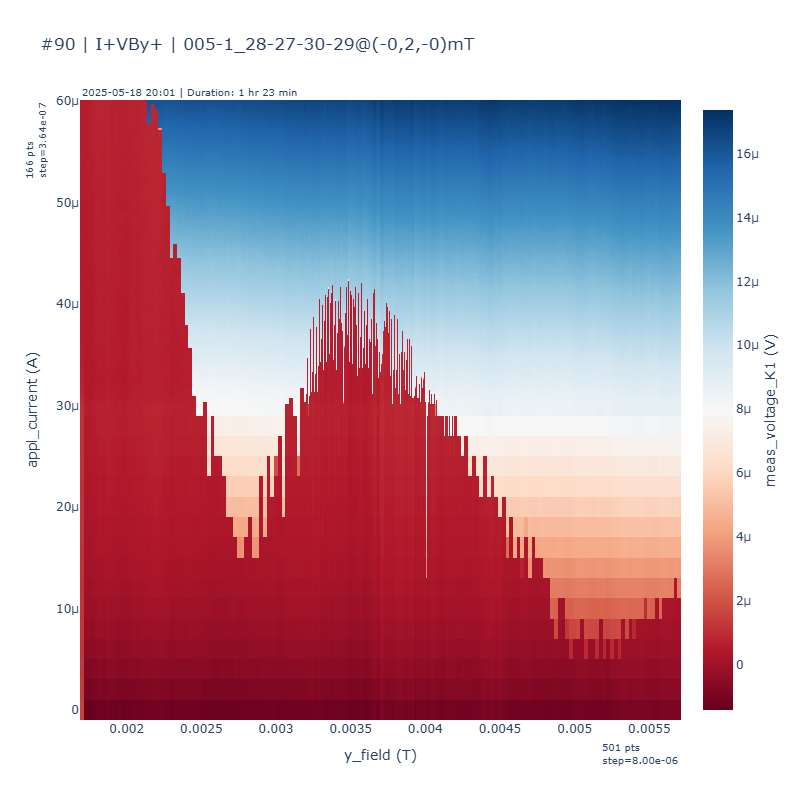 #90 | I+VBy+ | 005-1_28-27-30-29@(-0,2,-0)mT
2025-05-18 20:01 | Duration: 1 hr 23 min
166 pts
step=3.64e-07
appl_current (A)
60μ
50μ
40μ
30μ
20μ
10μ
0
0.002
0.0025
0.003
0.0035
0.004
0.0045
0.005
0.0055
y_field (T)
501 pts
step=8.00e-06
16μ
14μ
12μ
10μ
8μ
6μ
4μ
2μ
0
meas_voltage_K1 (V)